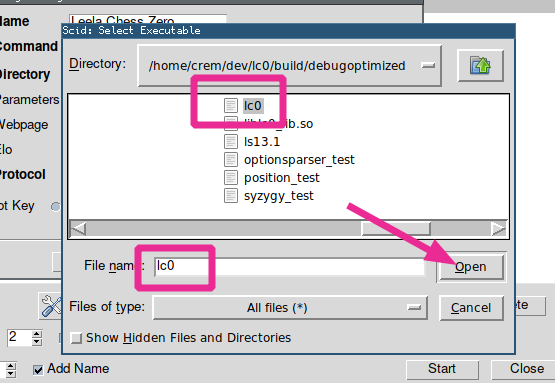 Name
Leela Chess Zero
Scid: Select Executable
Command
Directory
Parameters
Webpage
Elo
Protocol
Directory:
/home/crem/dev/lc0/build/debugoptimized
lc0
liblc0_lib.so
ls13.1
optionsparser_test
position_test
syzygy_test
ot Key
File name:
lc0
Open
Files of type:
All files (*)
Cancel
2
Show Hidden Files and Directories
Add Name
Start
Close